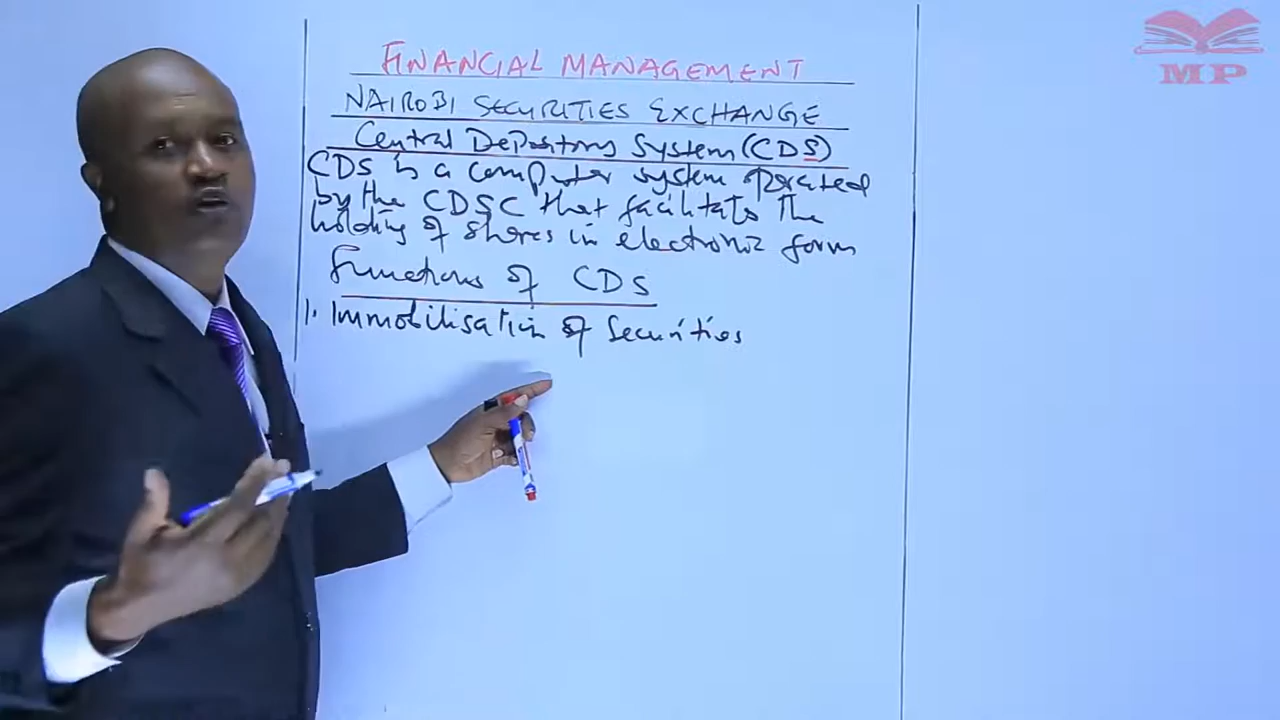 FINANCIAL MANAGEMENT
NAIROBI SECURITIES EXCHANGE
Central Depository System (CDS)
CDS is a computer system operated
by the CDSC that facilitates the
holding of shares in electronic form
Functions of CDS
1. Immobilisation of Securities
MP